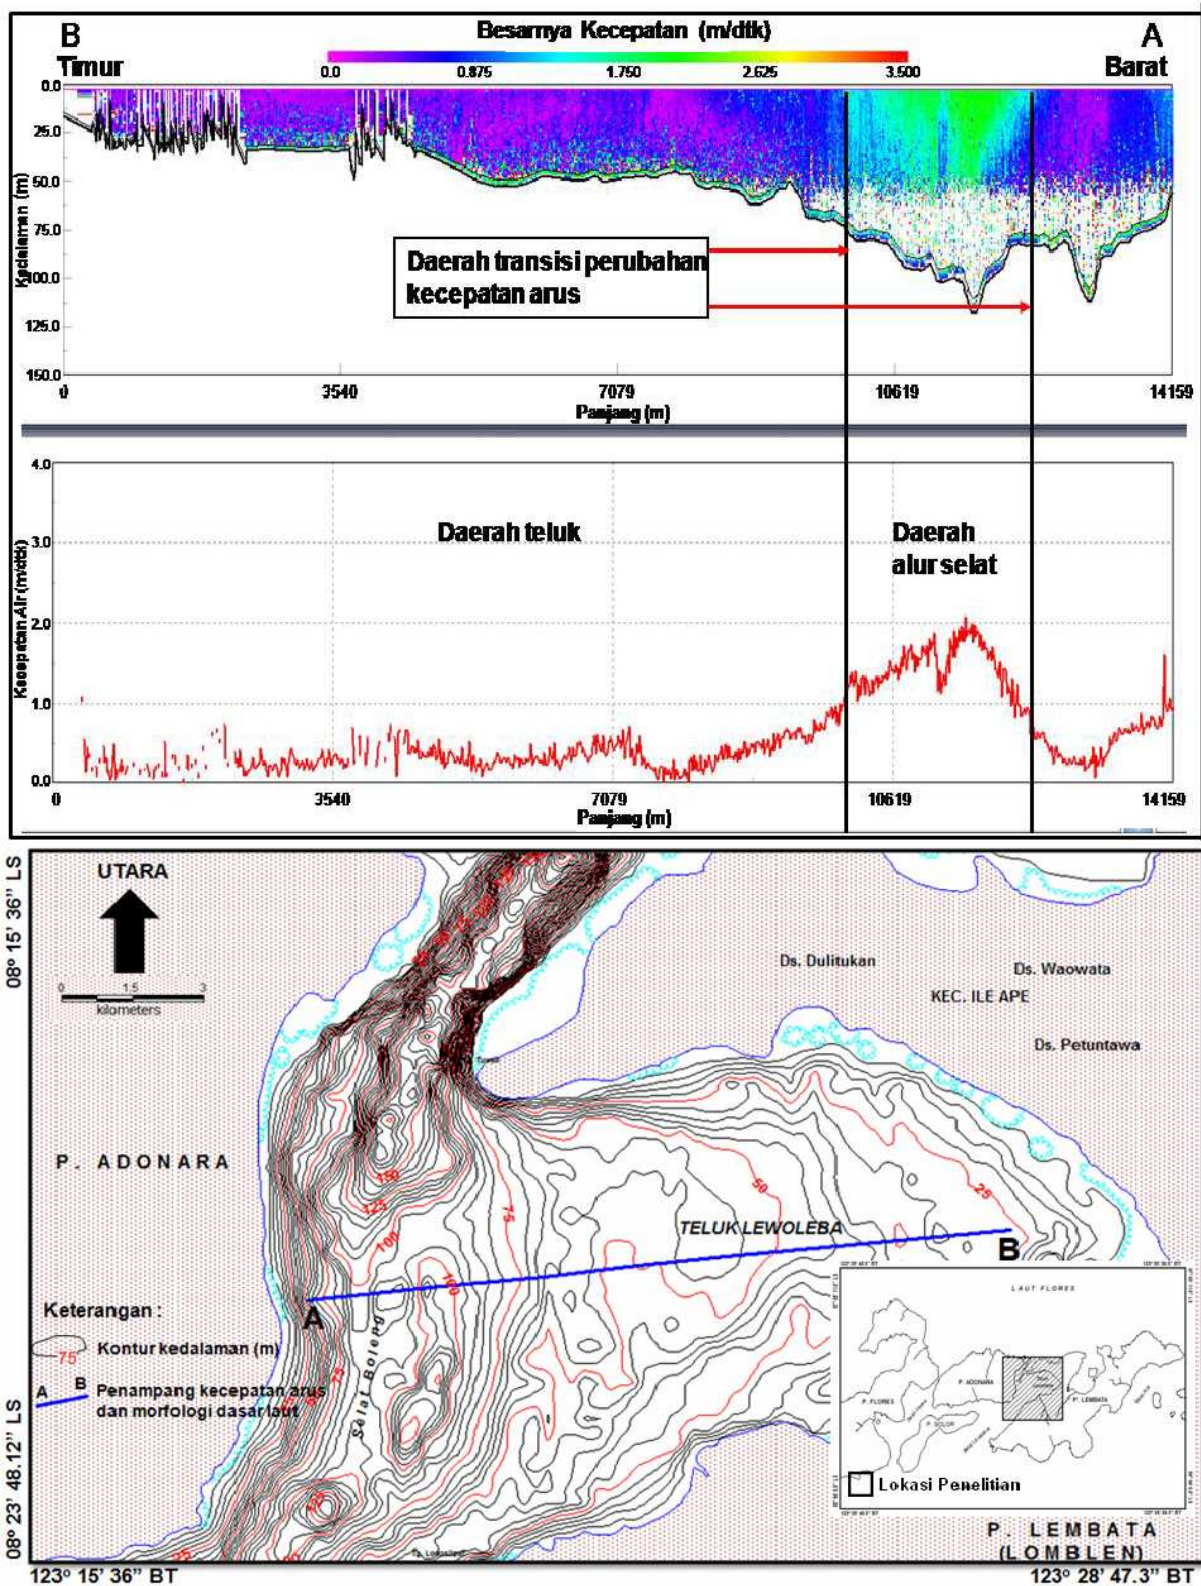 B
Timur
Besarnya Kecepatan (m/dtk)
A
Barat
0.0 0.875 1.750 2.625 3.500
Kedalaman (m)
0.0
25.0
50.0
75.0
100.0
125.0
150.0
Daerah transisi perubahan
kecepatan arus
0 3540 7079 10619 14159
Panjang (m)
Kecepatan Air (m/dtk)
4.0
3.0
2.0
1.0
0.0
Daerah teluk
Daerah
alur selat
0 3540 7079 10619 14159
Panjang (m)
08° 15' 36" LS
UTARA
0 1.5 3
kilometers
Ds. Dulitukan
Ds. Waowata
KEC. ILE APE
Ds. Petuntawa
P. ADONARA
150
125
100
75
50
25
TELUK LEWOLEBA
B
100
A
Selat Boleng
75
125
25
Keterangan :
75 Kontur kedalaman (m)
A B Penampang kecepatan arus
dan morfologi dasar laut
LAUT FLORES
P. ADONARA
P. FLORES
P. SOLOR
P. LEMBATA
Lokasi Penelitian
P. LEMBATA
(LOMBLEN)
08° 23' 48.12" LS
123° 15' 36" BT
123° 28' 47.3" BT